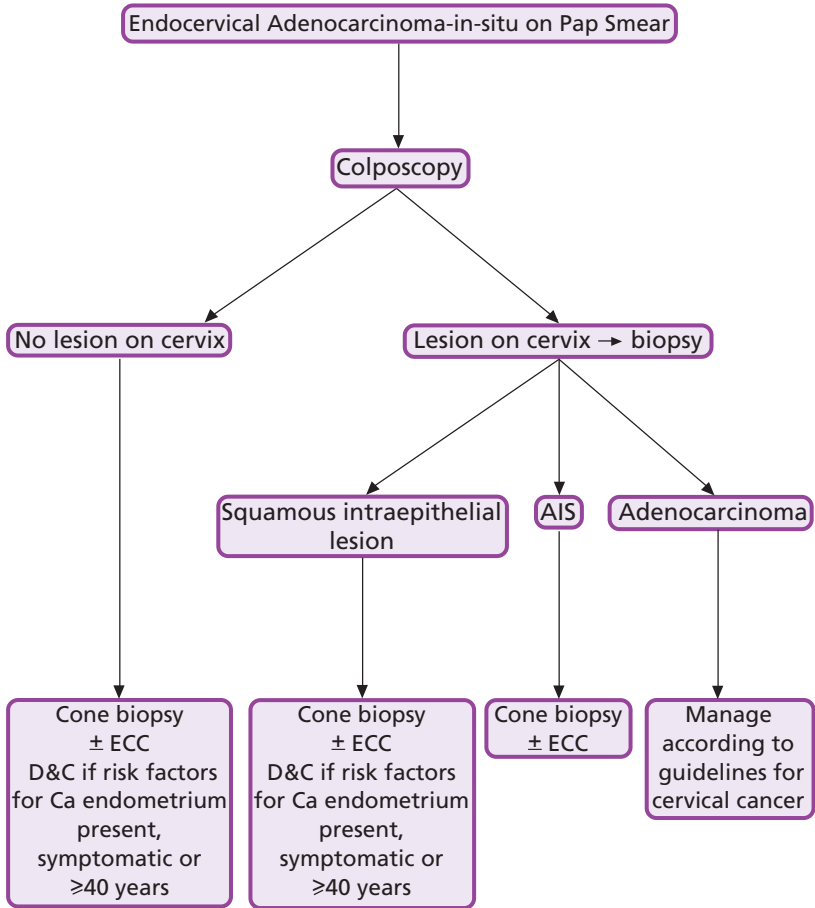 Endocervical Adenocarcinoma-in-situ on Pap Smear
Colposcopy
No lesion on cervix
Lesion on cervix → biopsy
Squamous intraepithelial
lesion
AIS
Adenocarcinoma
Cone biopsy
± ECC
D&C if risk factors
for Ca endometrium
present,
symptomatic or
⩾40 years
Cone biopsy
± ECC
D&C if risk factors
for Ca endometrium
present,
symptomatic or
⩾40 years
Cone biopsy
± ECC
Manage
according to
guidelines for
cervical cancer